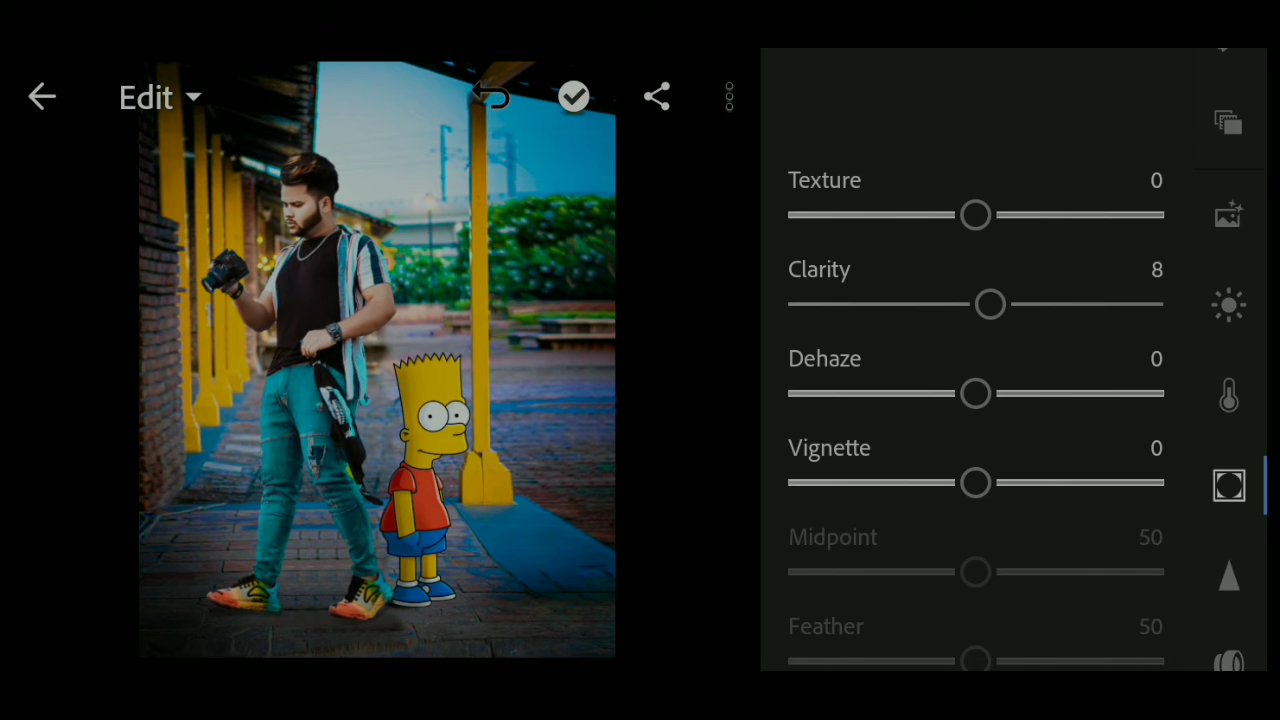 Edit
Texture 0
Clarity 8
Dehaze 0
Vignette 0
Midpoint 50
Feather 50